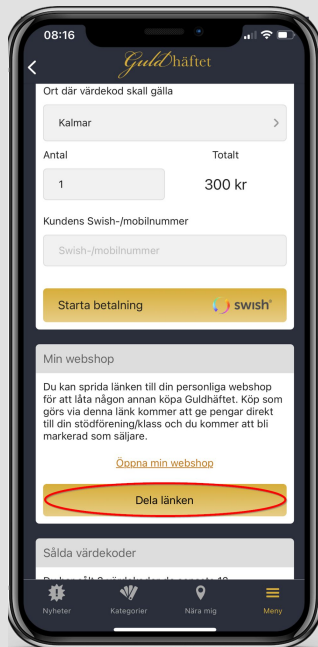 08:16
Guldhäftet
Ort där värdekod skall gälla
Kalmar
Antal
Totalt
1
300 kr
Kundens Swish-/mobilnummer
Swish-/mobilnummer
Starta betalning
swish
Min webshop
Du kan sprida länken till din personliga webshop
för att låta någon annan köpa Guldhäftet. Köp som
görs via denna länk kommer att ge pengar direkt
till din stödförening/klass och du kommer att bli
markerad som säljare.
Öppna min webshop
Dela länken
Sålda värdekoder
Nyheter
Kategorier
Nära mig
Meny